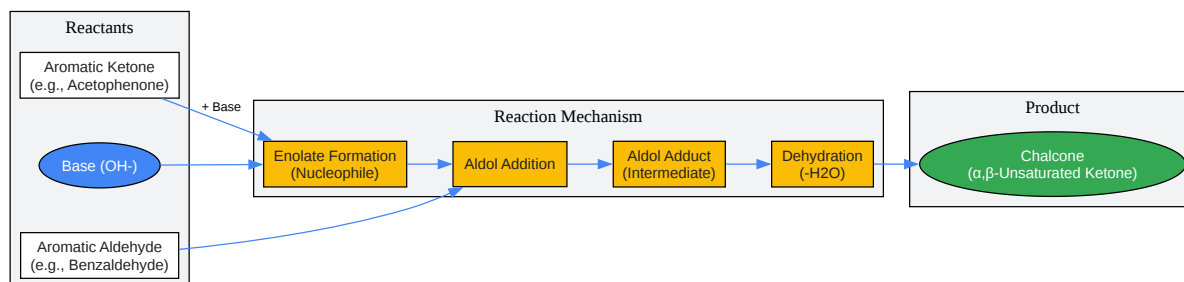 Reactants
Aromatic Ketone
(e.g., Acetophenone)
+ Base
Base (OH-)
Aromatic Aldehyde
(e.g., Benzaldehyde)
Reaction Mechanism
Enolate Formation
(Nucleophile)
Aldol Addition
Aldol Adduct
(Intermediate)
Dehydration
(-H2O)
Product
Chalcone
(α,β-Unsaturated Ketone)